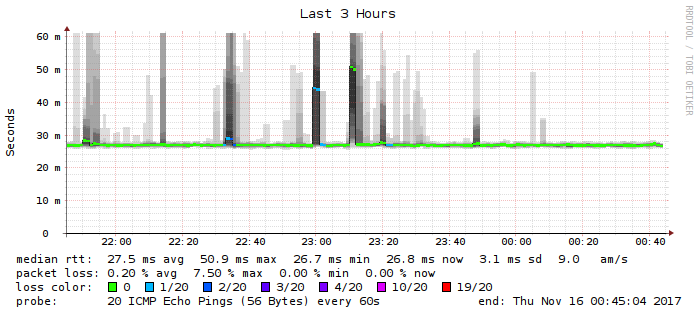 Last 3 Hours
RRDTOOL / TOBI OETIKER
Seconds
60 m
50 m
40 m
30 m
20 m
10 m
0
22:00 22:20 22:40 23:00 23:20 23:40 00:00 00:20 00:40
median rtt: 27.5 ms avg 50.9 ms max 26.7 ms min 26.8 ms now 3.1 ms sd 9.0 am/s
packet loss: 0.20 % avg 7.50 % max 0.00 % min 0.00 % now
loss color: 0 1/20 2/20 3/20 4/20 10/20 19/20
probe: 20 ICMP Echo Pings (56 Bytes) every 60s end: Thu Nov 16 00:45:04 2017